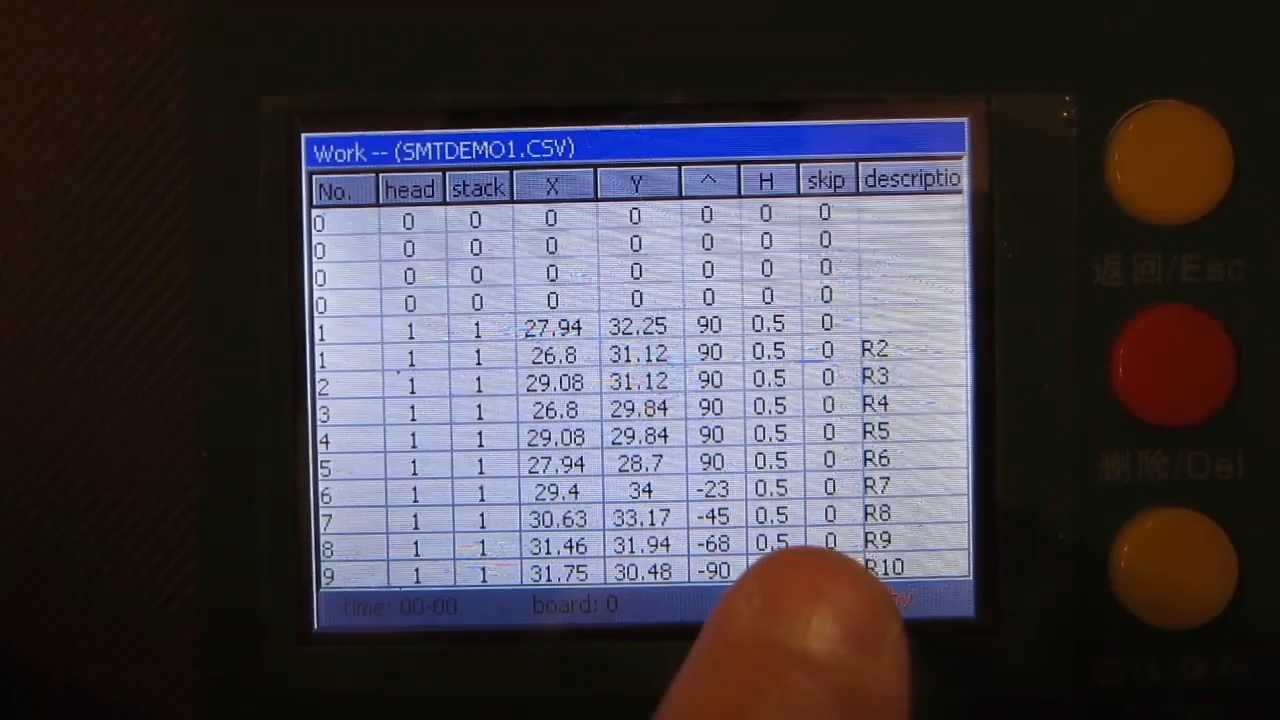 Work -- (SMTDEMO1.CSV)
No. head stack X Y ^ H skip descriptio
0 0 0 0 0 0 0 0
0 0 0 0 0 0 0 0
0 0 0 0 0 0 0 0
0 0 0 0 0 0 0 0
1 1 1 27.94 32.25 90 0.5 0
1 1 1 26.8 31.12 90 0.5 0 R2
2 1 1 29.08 31.12 90 0.5 0 R3
3 1 1 26.8 29.84 90 0.5 0 R4
4 1 1 29.08 29.84 90 0.5 0 R5
5 1 1 27.94 28.7 90 0.5 0 R6
6 1 1 29.4 34 -23 0.5 0 R7
7 1 1 30.63 33.17 -45 0.5 0 R8
8 1 1 31.46 31.94 -68 0.5 0 R9
9 1 1 31.75 30.48 -90 R10
time: 00-00 board: 0
返回/Esc
删除/Del